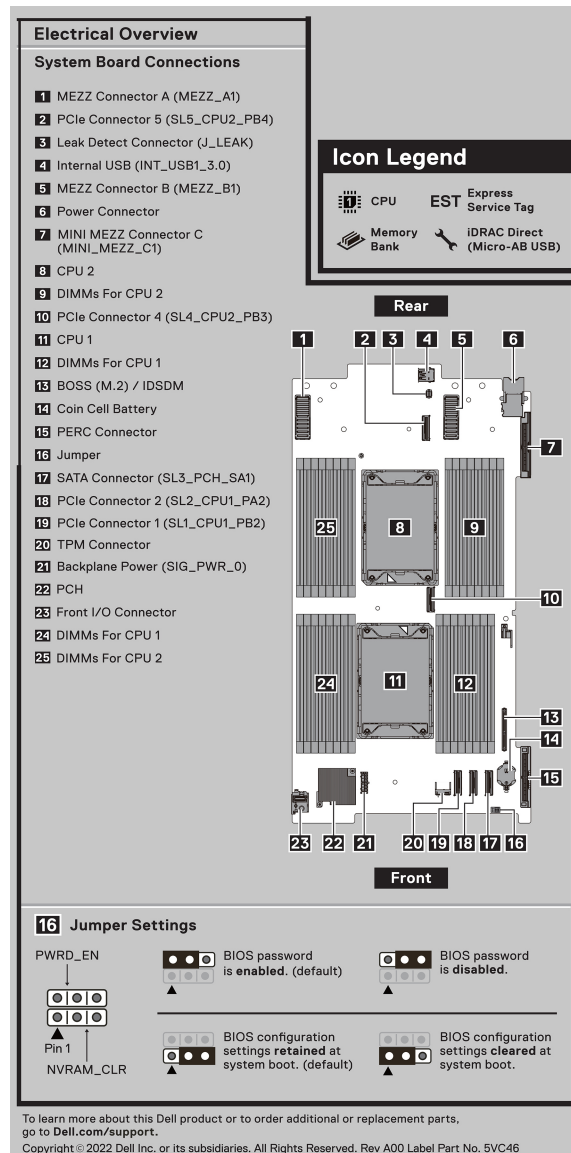 Electrical Overview
System Board Connections
1 MEZZ Connector A (MEZZ_A1)
2 PCIe Connector 5 (SL5_CPU2_PB4)
3 Leak Detect Connector (J_LEAK)
4 Internal USB (INT_USB1_3.0)
5 MEZZ Connector B (MEZZ_B1)
6 Power Connector
7 MINI MEZZ Connector C
(MINI_MEZZ_C1)
8 CPU 2
9 DIMMs For CPU 2
10 PCIe Connector 4 (SL4_CPU2_PB3)
11 CPU 1
12 DIMMs For CPU 1
13 BOSS (M.2) / IDSDM
14 Coin Cell Battery
15 PERC Connector
16 Jumper
17 SATA Connector (SL3_PCH_SA1)
18 PCIe Connector 2 (SL2_CPU1_PA2)
19 PCIe Connector 1 (SL1_CPU1_PB2)
20 TPM Connector
21 Backplane Power (SIG_PWR_0)
22 PCH
23 Front I/O Connector
24 DIMMs For CPU 1
25 DIMMs For CPU 2
Icon Legend
1 CPU
EST Express
Service Tag
Memory
Bank
iDRAC Direct
(Micro-AB USB)
Rear
1 2 3 4 5 6
7
25 8 9
10
24 11 12
13
14
15
23 22 21 20 19 18 17 16
Front
16 Jumper Settings
PWRD_EN
Pin 1
NVRAM_CLR
BIOS password
is enabled. (default)
BIOS password
is disabled.
BIOS configuration
settings retained at
system boot. (default)
BIOS configuration
settings cleared at
system boot.
To learn more about this Dell product or to order additional or replacement parts,
go to Dell.com/support.
Copyright © 2022 Dell Inc. or its subsidiaries. All Rights Reserved. Rev A00 Label Part No. 5VC46